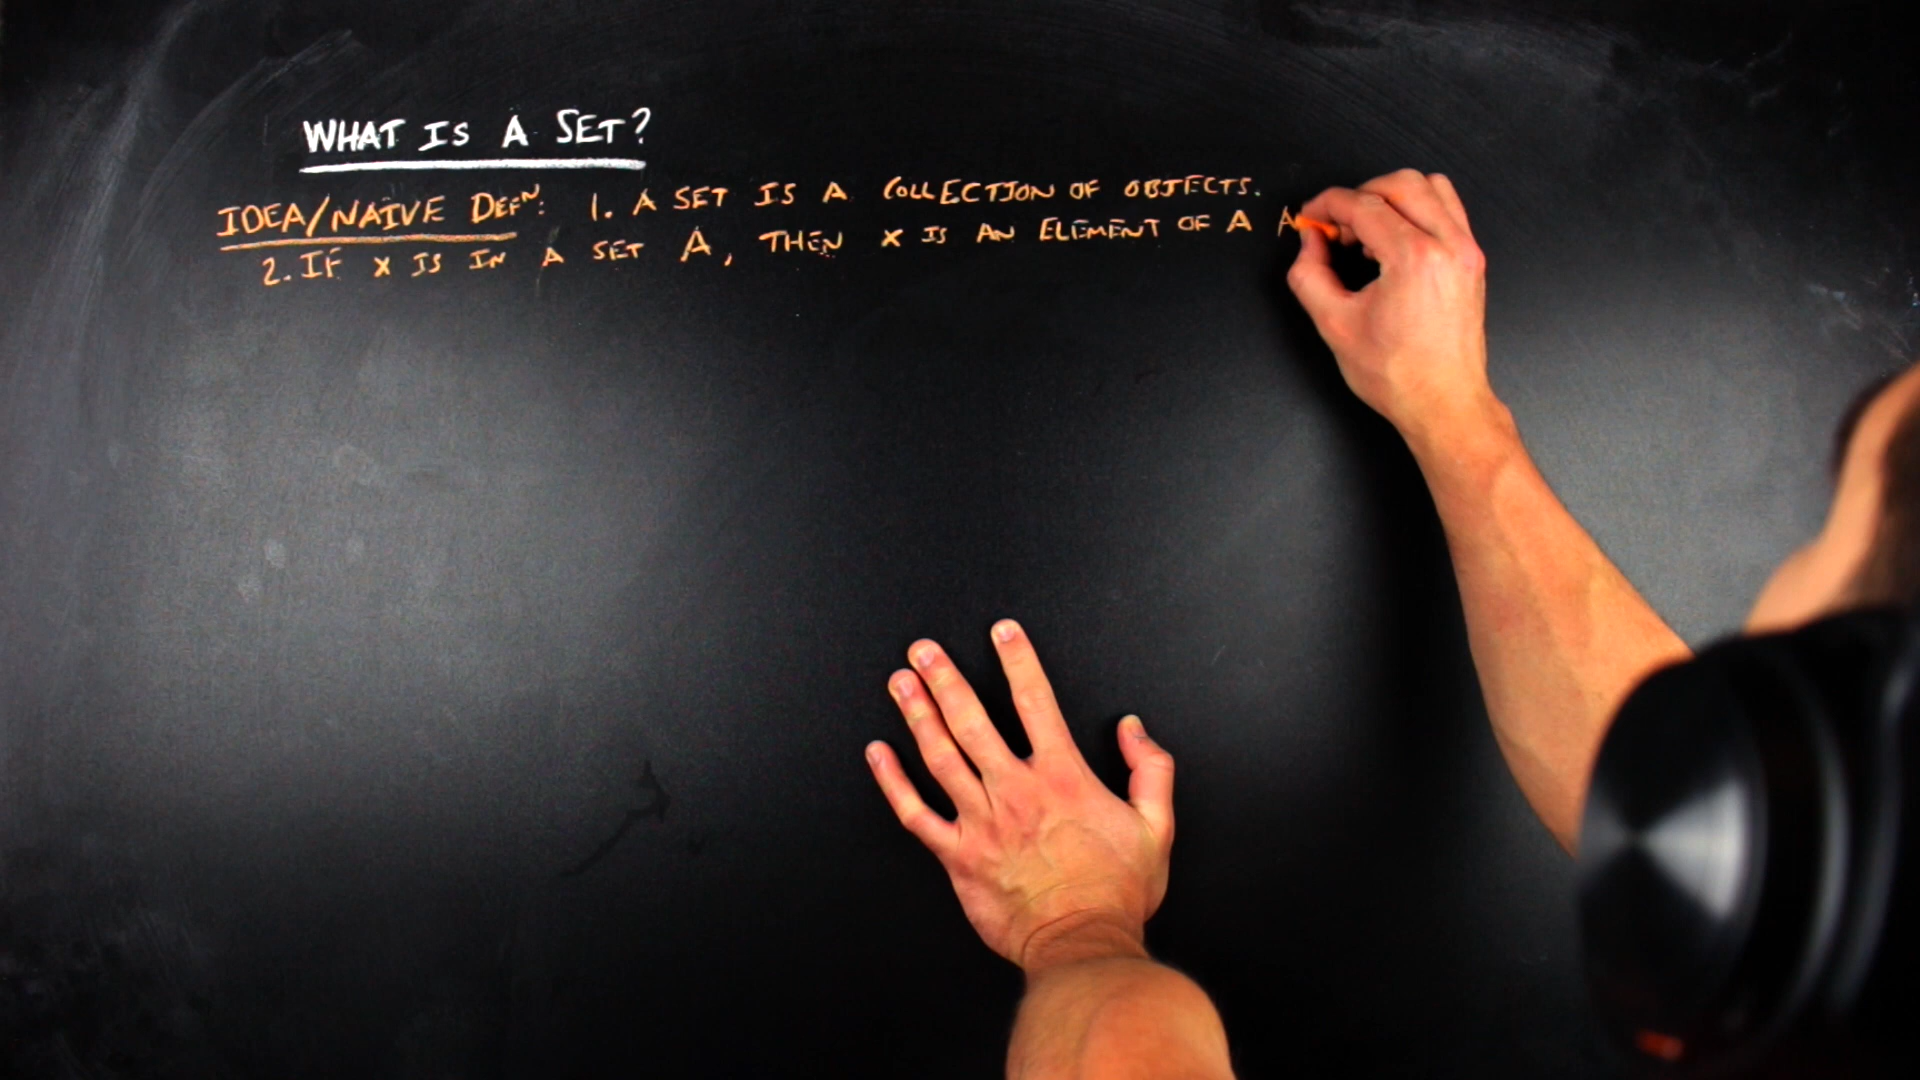 WHAT IS A SET?
IDEA/NAÏVE DEFN: 1. A SET IS A COLLECTION OF OBJECTS.
2. IF X IS IN A SET A, THEN X IS AN ELEMENT OF A